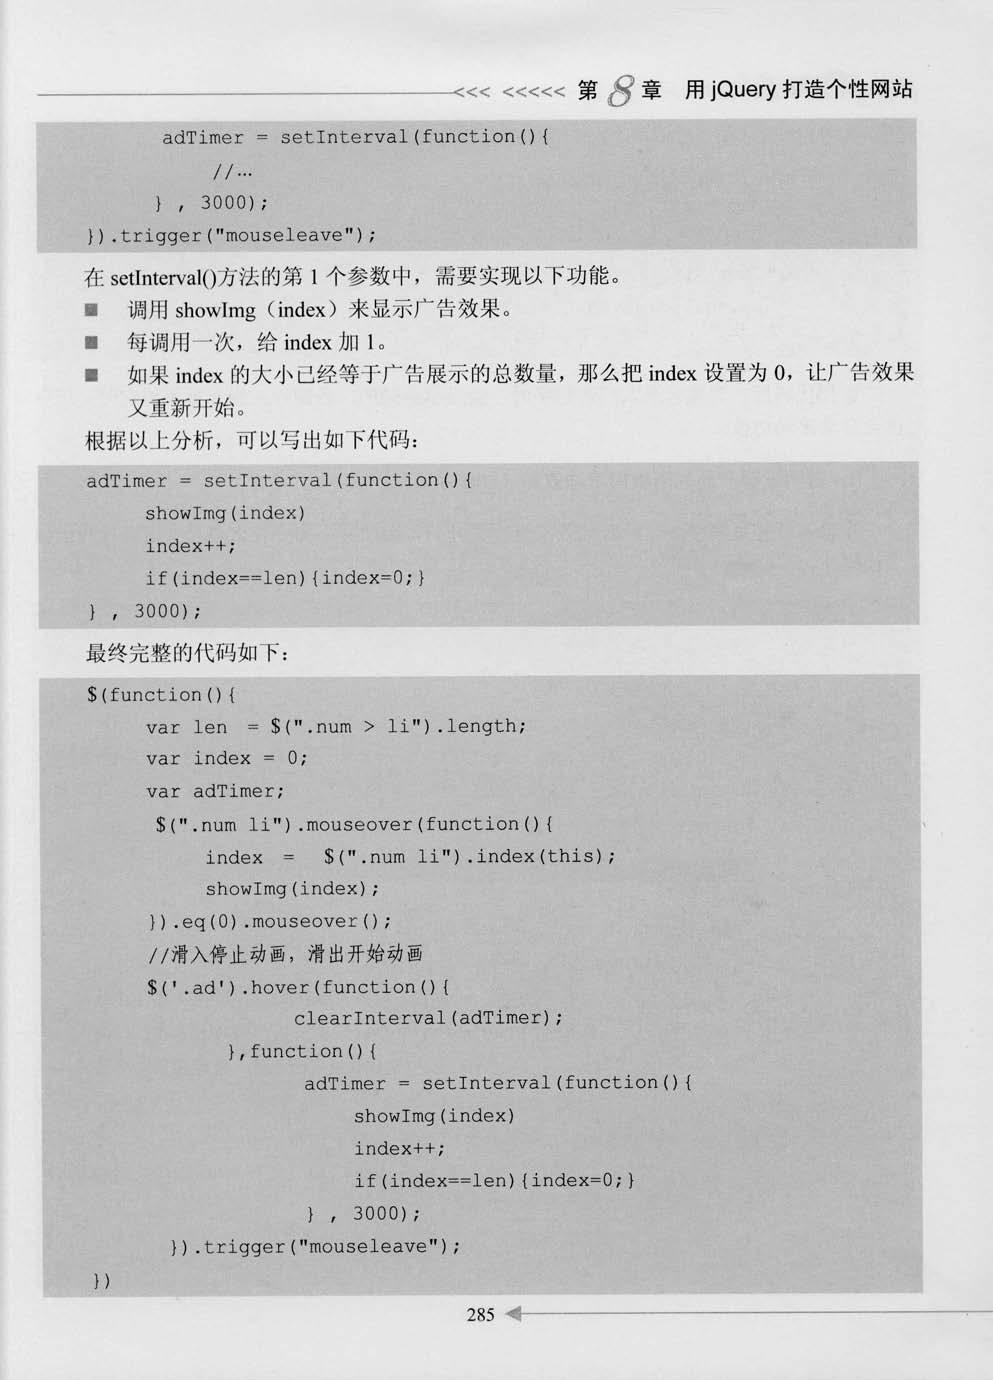 <<< <<<<< 第8章 用 jQuery 打造个性网站
adTimer = setInterval(function(){
//…
} , 3000);
}).trigger("mouseleave");
在 setInterval()方法的第 1 个参数中，需要实现以下功能。
■ 调用 showImg（index）来显示广告效果。
■ 每调用一次，给 index 加 1。
■ 如果 index 的大小已经等于广告展示的总数量，那么把 index 设置为 0，让广告效果
又重新开始。
根据以上分析，可以写出如下代码：
adTimer = setInterval(function(){
showImg(index)
index++;
if(index==len){index=0;}
} , 3000);
最终完整的代码如下：
$(function(){
var len = $(".num > li").length;
var index = 0;
var adTimer;
$(".num li").mouseover(function(){
index = $(".num li").index(this);
showImg(index);
}).eq(0).mouseover();
//滑入停止动画，滑出开始动画
$('.ad').hover(function(){
clearInterval(adTimer);
},function(){
adTimer = setInterval(function(){
showImg(index)
index++;
if(index==len){index=0;}
} , 3000);
}).trigger("mouseleave");
})
285